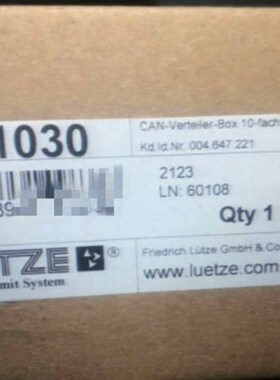 1030
CAN-Verteiler-Box 10-fach
Kd.Id.Nr: 004.647.221
2123
LN: 60108
Qty 1
TZE ®
mit System
Friedrich Lütze GmbH & Co
www.luetze.com